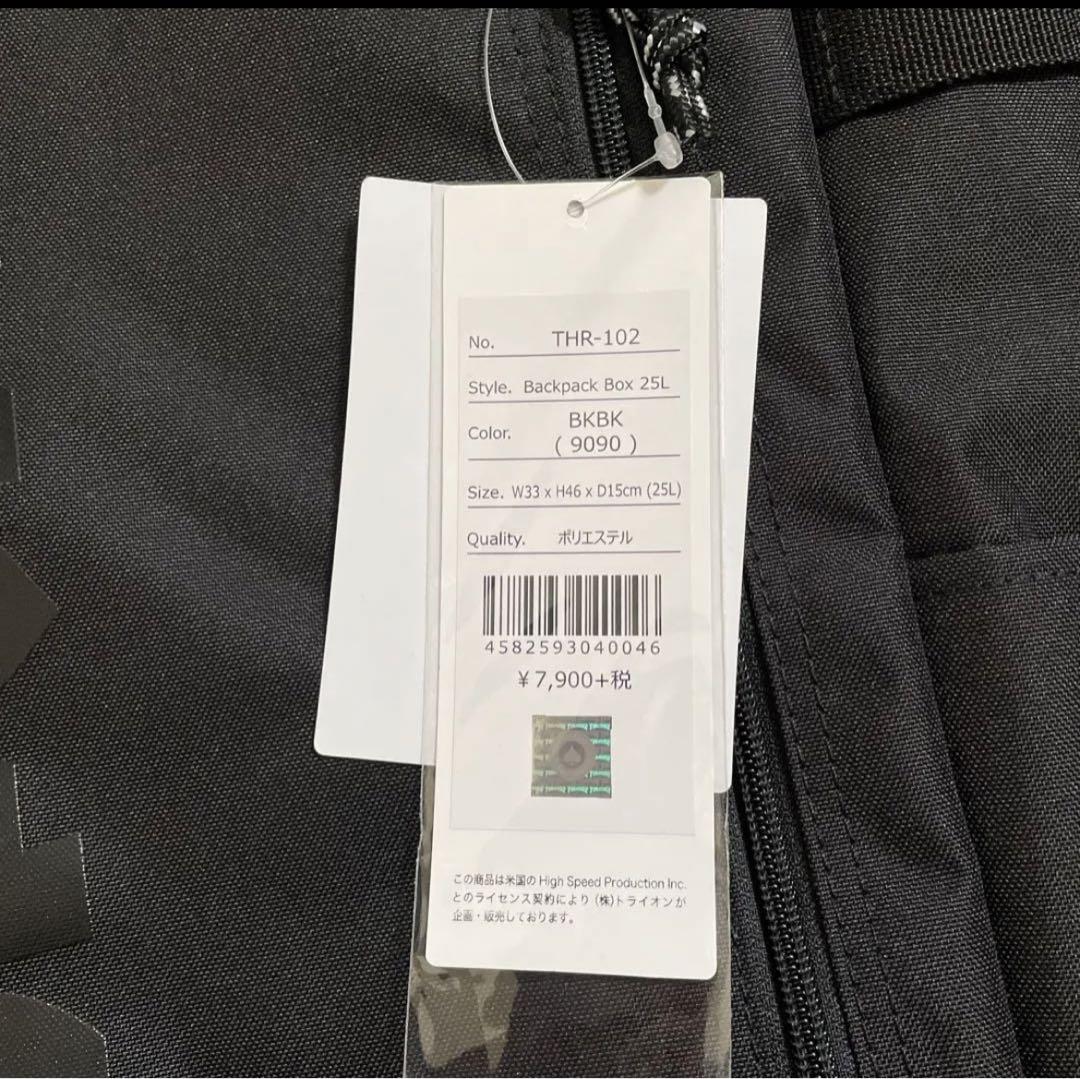 No. THR-102
Style. Backpack Box 25L
Color. BKBK
( 9090 )
Size. W33 x H46 x D15cm (25L)
Quality. ポリエステル
4582593040046
¥7,900+税
この商品は米国の High Speed Production Inc.
とのライセンス契約により (株)トライオンが
企画・販売しております。